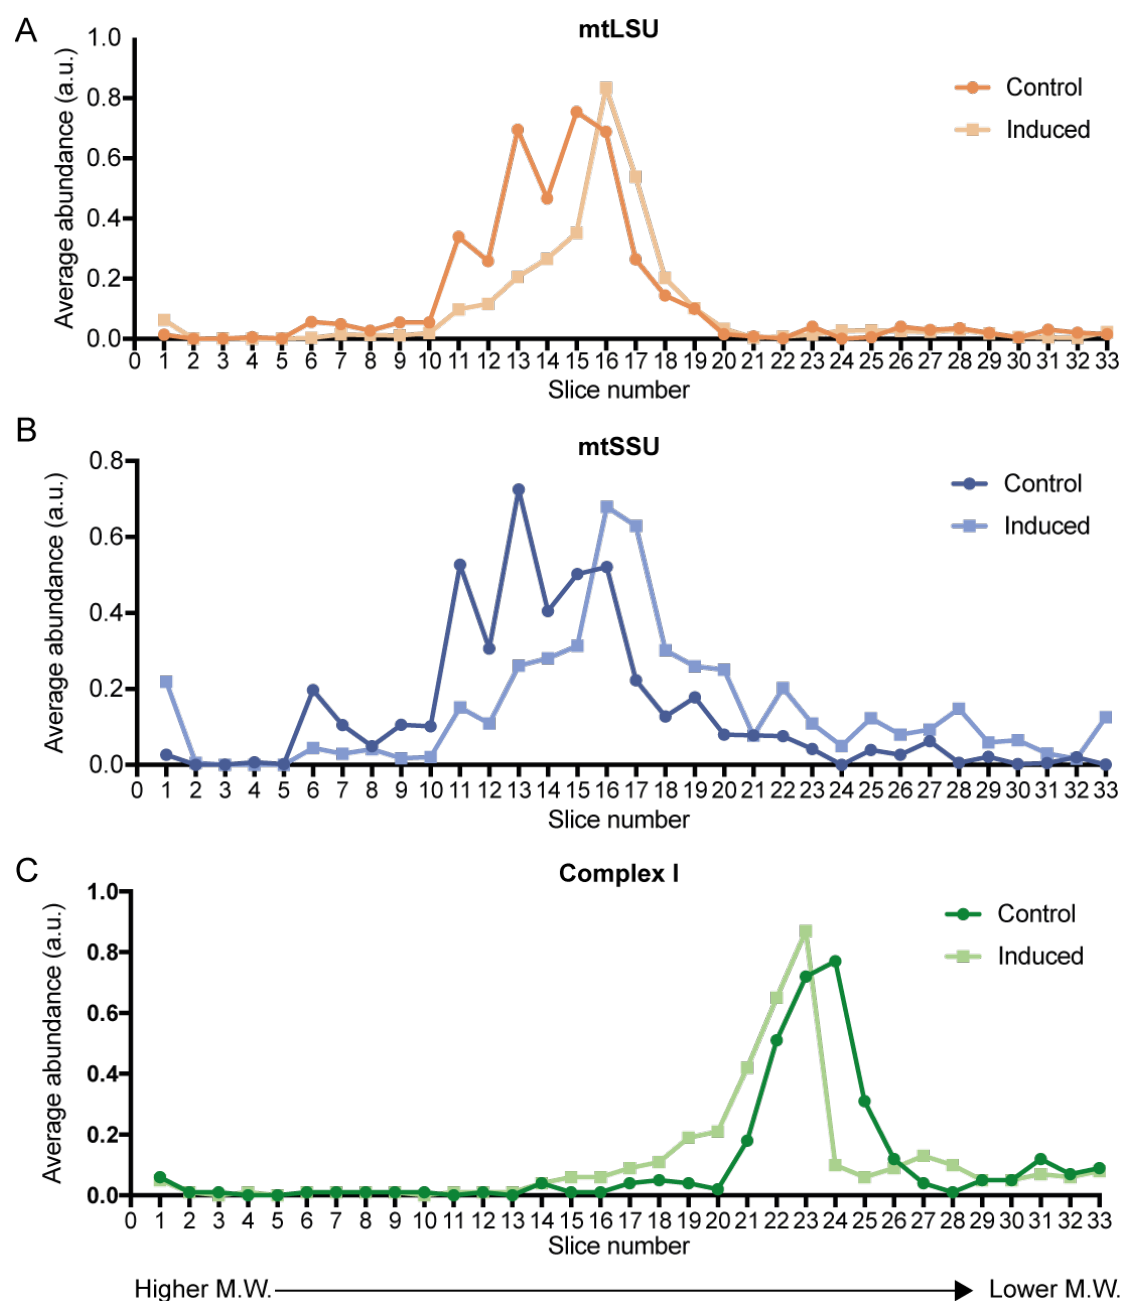 A
mtLSU
Average abundance (a.u.)
1.0
0.8
0.6
0.4
0.2
0.0
Control
Induced
0 1 2 3 4 5 6 7 8 9 10 11 12 13 14 15 16 17 18 19 20 21 22 23 24 25 26 27 28 29 30 31 32 33
Slice number
B
mtSSU
Average abundance (a.u.)
0.8
0.6
0.4
0.2
0.0
Control
Induced
0 1 2 3 4 5 6 7 8 9 10 11 12 13 14 15 16 17 18 19 20 21 22 23 24 25 26 27 28 29 30 31 32 33
Slice number
C
Complex I
Average abundance (a.u.)
1.0
0.8
0.6
0.4
0.2
0.0
Control
Induced
0 1 2 3 4 5 6 7 8 9 10 11 12 13 14 15 16 17 18 19 20 21 22 23 24 25 26 27 28 29 30 31 32 33
Slice number
Higher M.W. Lower M.W.